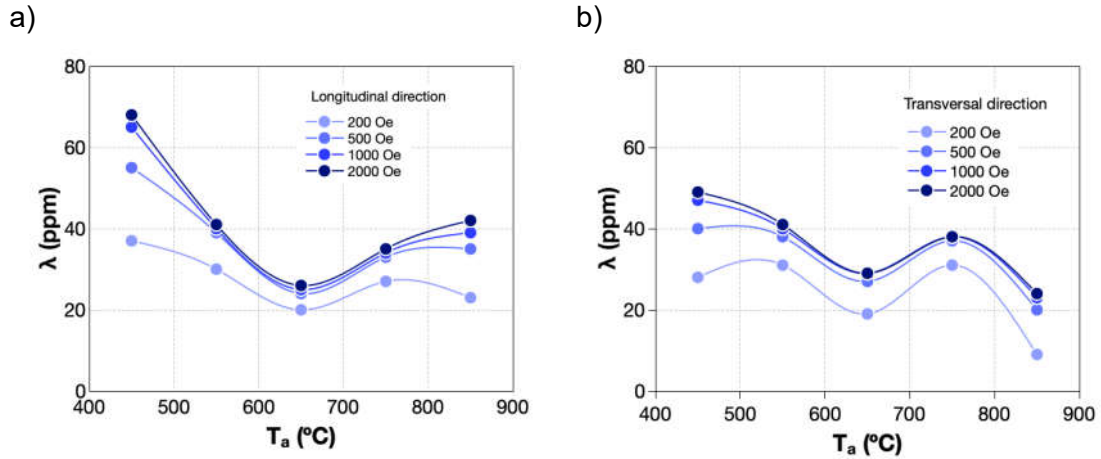 a)
80
60
40
20
0
400 500 600 700 800 900
λ (ppm)
Tₐ (ºC)
Longitudinal direction
200 Oe
500 Oe
1000 Oe
2000 Oe
b)
80
60
40
20
0
400 500 600 700 800 900
λ (ppm)
Tₐ (ºC)
Transversal direction
200 Oe
500 Oe
1000 Oe
2000 Oe